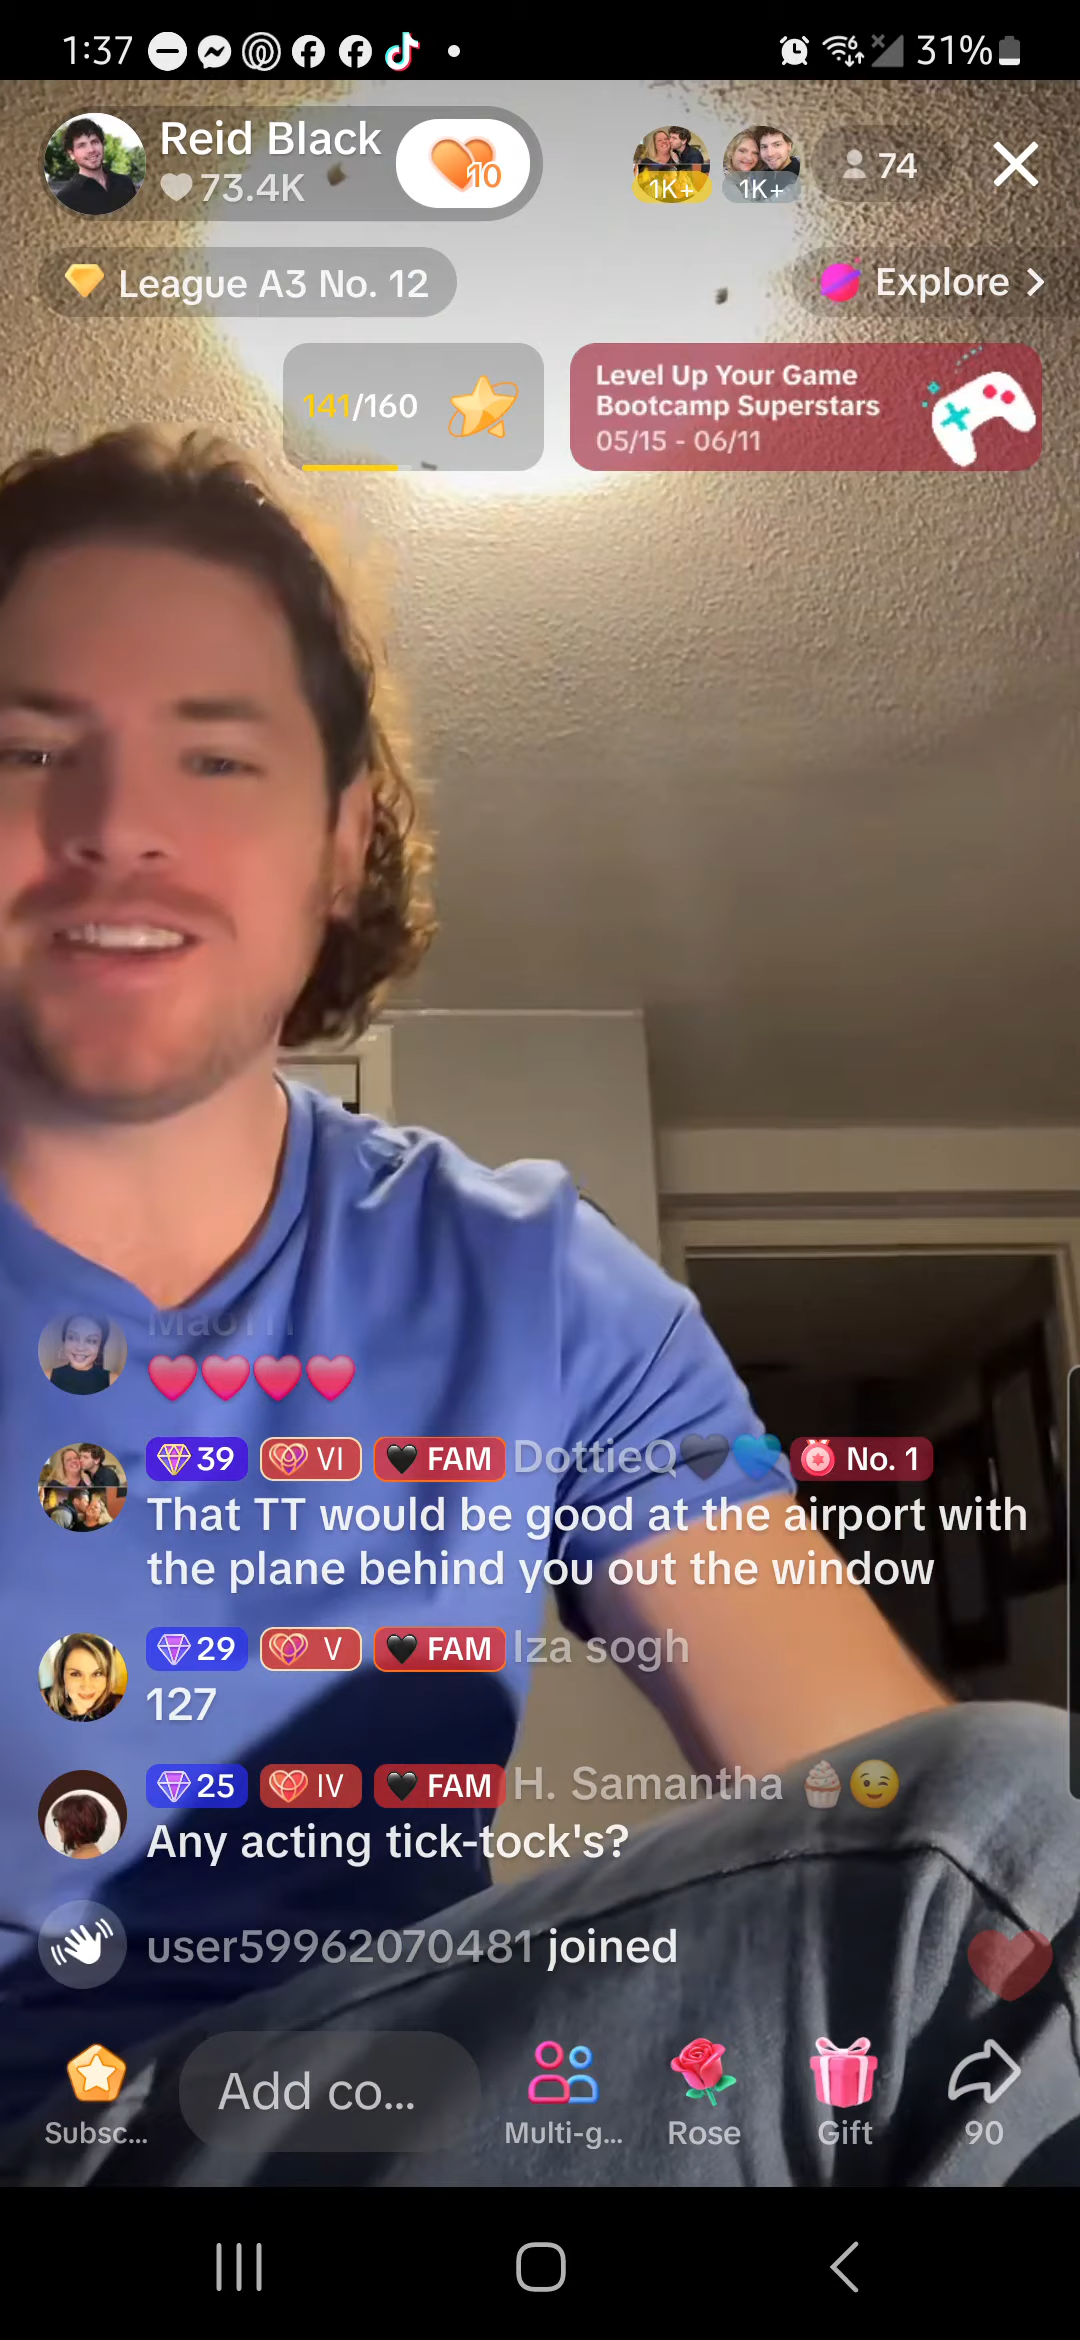 1:37
31%
Reid Black
73.4K
10
1K+
1K+
74
League A3 No. 12
Explore
141/160
Level Up Your Game
Bootcamp Superstars
05/15 - 06/11
39 VI FAM DottieQ No. 1
That TT would be good at the airport with
the plane behind you out the window
29 V FAM Iza sogh
127
25 IV FAM H. Samantha
Any acting tick-tock's?
user59962070481 joined
Subsc...
Add co...
Multi-g...
Rose
Gift
90